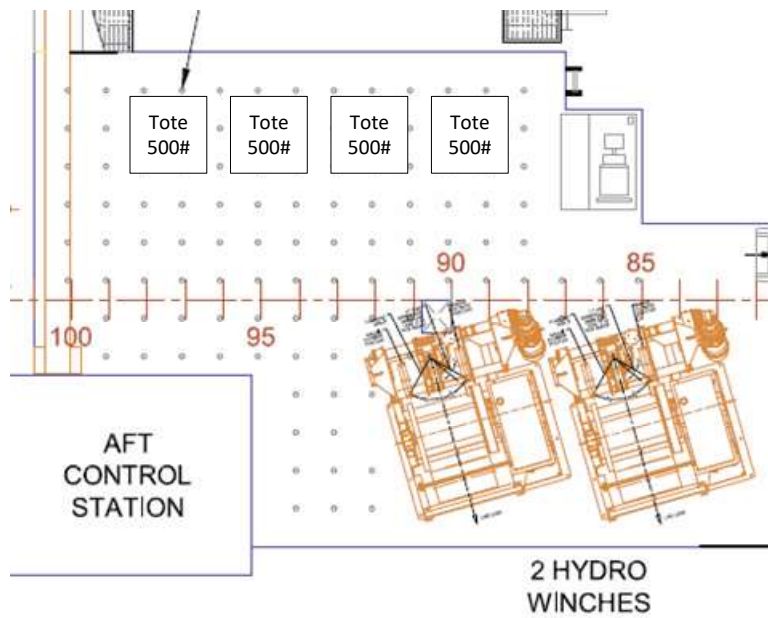 Tote
500#
Tote
500#
Tote
500#
Tote
500#
90
85
100
95
AFT
CONTROL
STATION
2 HYDRO
WINCHES